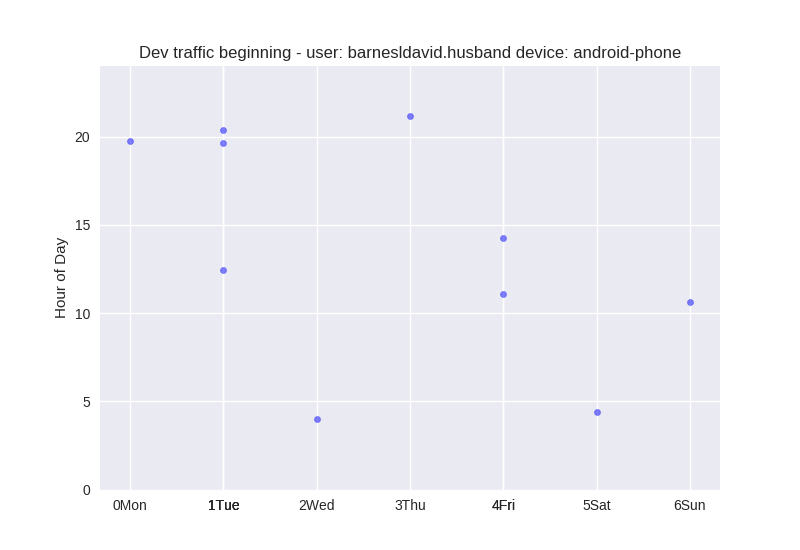 Dev traffic beginning - user: barnesldavid.husband device: android-phone
Hour of Day
20
15
10
5
0
0Mon 1Tue 2Wed 3Thu 4Fri 5Sat 6Sun